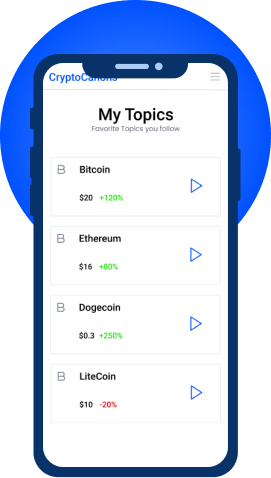 CryptoCanons
My Topics
Favorite Topics you follow
Bitcoin
$20 +120%
Ethereum
$16 +80%
Dogecoin
$0.3 +250%
LiteCoin
$10 -20%